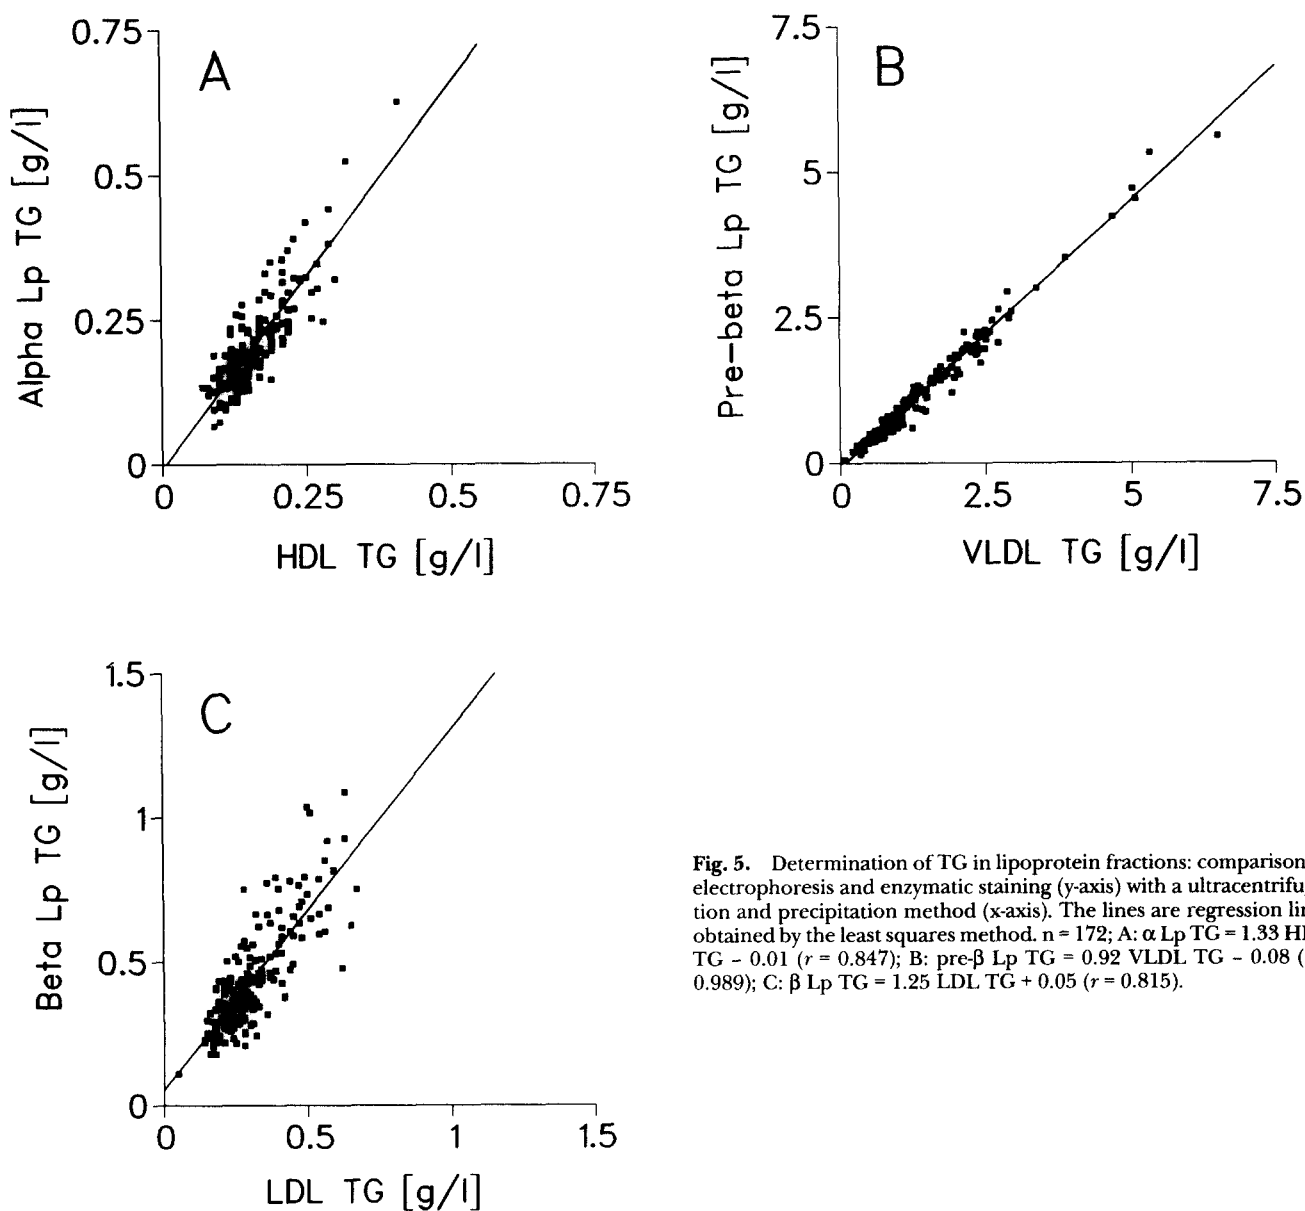 0.75
A
0.5
0.25
0
0
0.25
0.5
0.75
Alpha Lp TG [g/l]
HDL TG [g/l]
7.5
B
5
2.5
0
0
2.5
5
7.5
Pre-beta Lp TG [g/l]
VLDL TG [g/l]
1.5
C
1
0.5
0
0
0.5
1
1.5
Beta Lp TG [g/l]
LDL TG [g/l]
Fig. 5. Determination of TG in lipoprotein fractions: comparison
electrophoresis and enzymatic staining (y-axis) with a ultracentrifu
tion and precipitation method (x-axis). The lines are regression lin
obtained by the least squares method. n = 172; A: α Lp TG = 1.33 H
TG – 0.01 (r = 0.847); B: pre-β Lp TG = 0.92 VLDL TG – 0.08 (
0.989); C: β Lp TG = 1.25 LDL TG + 0.05 (r = 0.815).